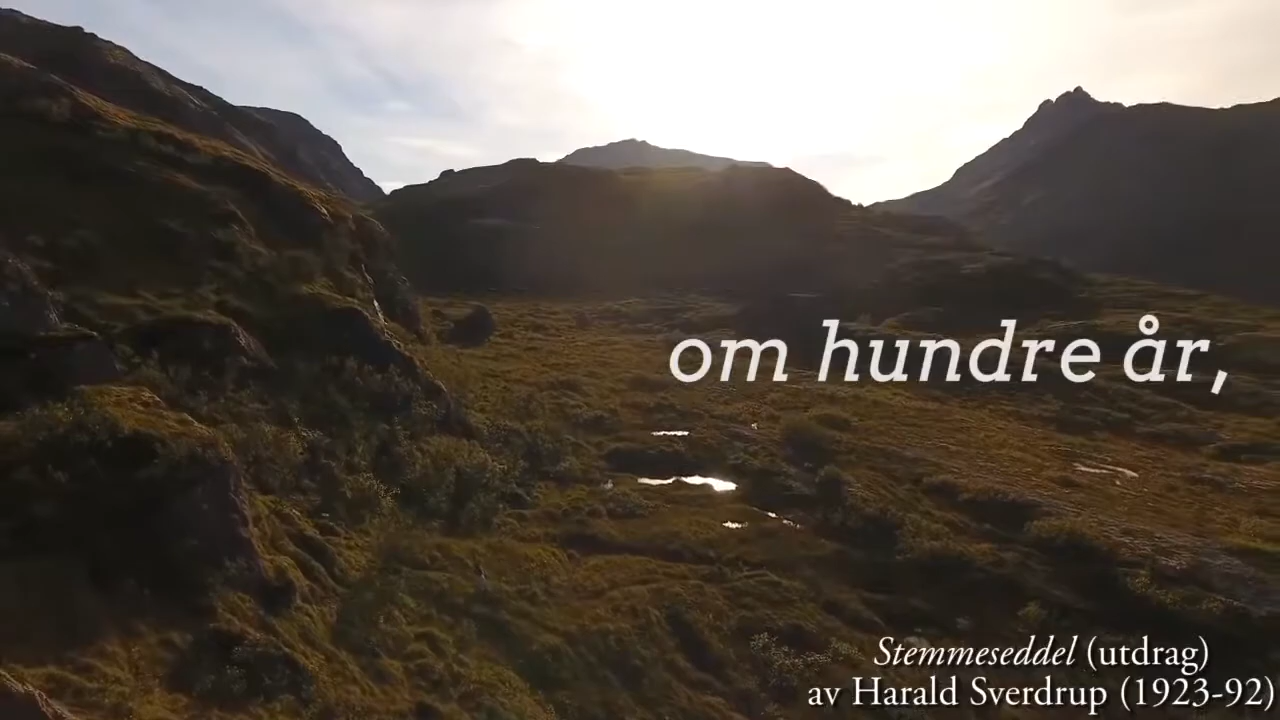 om hundre år,
Stemmeseddel (utdrag)
av Harald Sverdrup (1923-92)